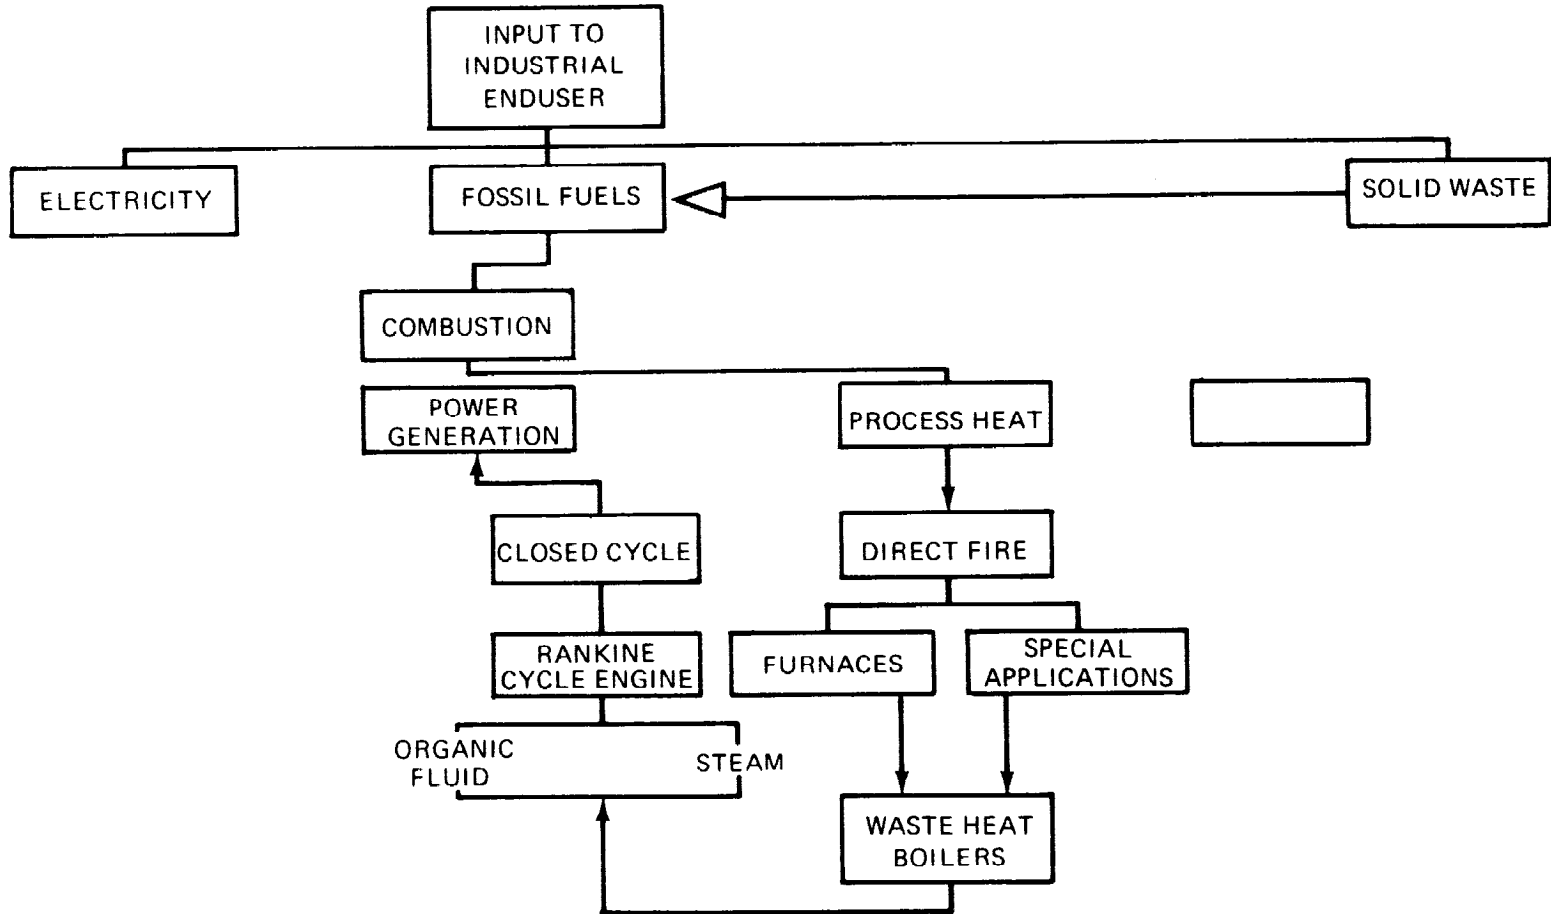 INPUT TO
INDUSTRIAL
ENDUSER
ELECTRICITY
FOSSIL FUELS
SOLID WASTE
COMBUSTION
POWER
GENERATION
PROCESS HEAT
CLOSED CYCLE
DIRECT FIRE
RANKINE
CYCLE ENGINE
FURNACES
SPECIAL
APPLICATIONS
ORGANIC
FLUID
STEAM
WASTE HEAT
BOILERS